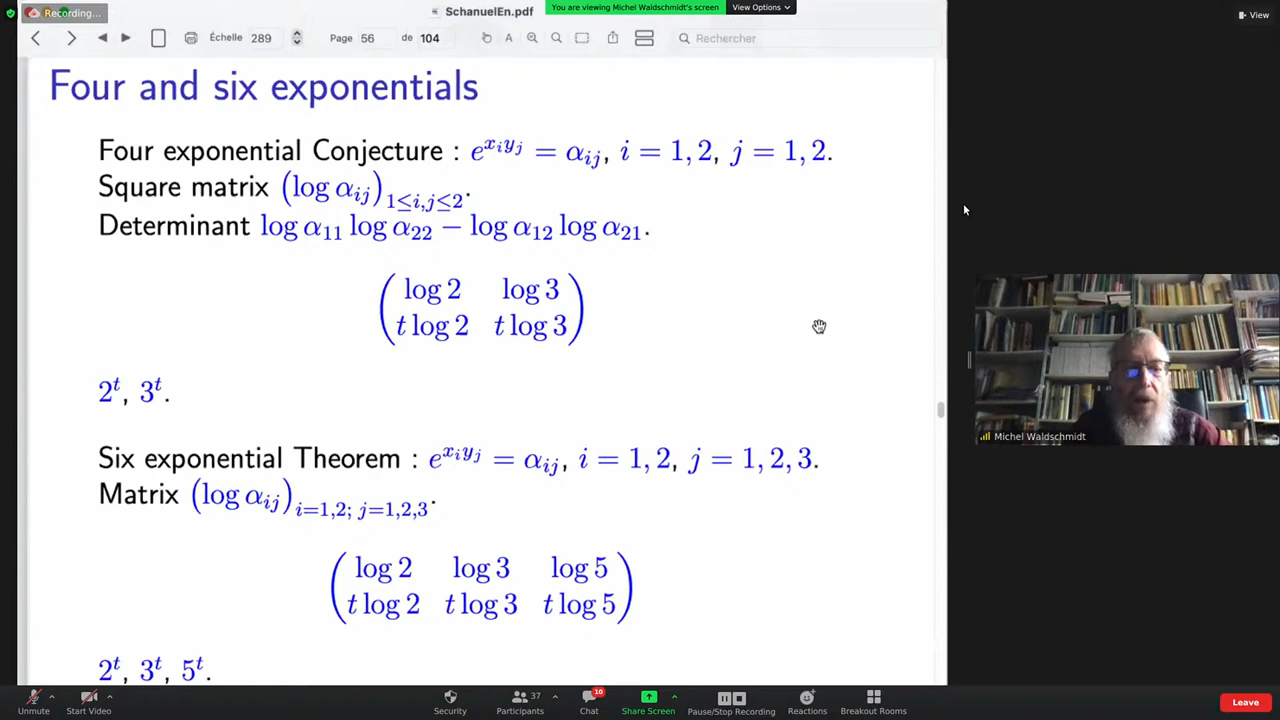 Recording...
SchanuelEn.pdf
You are viewing Michel Waldschmidt's screen
View Options
View
Échelle 289
Page 56 de 104
Rechercher
Four and six exponentials
Four exponential Conjecture : e^{x_i y_j} = α_{ij}, i = 1, 2, j = 1, 2.
Square matrix (log α_{ij})_{1≤i,j≤2}.
Determinant log α_{11} log α_{22} − log α_{12} log α_{21}.
log 2 log 3
t log 2 t log 3
2^t, 3^t.
Six exponential Theorem : e^{x_i y_j} = α_{ij}, i = 1, 2, j = 1, 2, 3.
Matrix (log α_{ij})_{i=1,2; j=1,2,3}.
log 2 log 3 log 5
t log 2 t log 3 t log 5
2^t, 3^t, 5^t.
Michel Waldschmidt
Unmute
Start Video
Security
37
Participants
10
Chat
Share Screen
Pause/Stop Recording
Reactions
Breakout Rooms
Leave